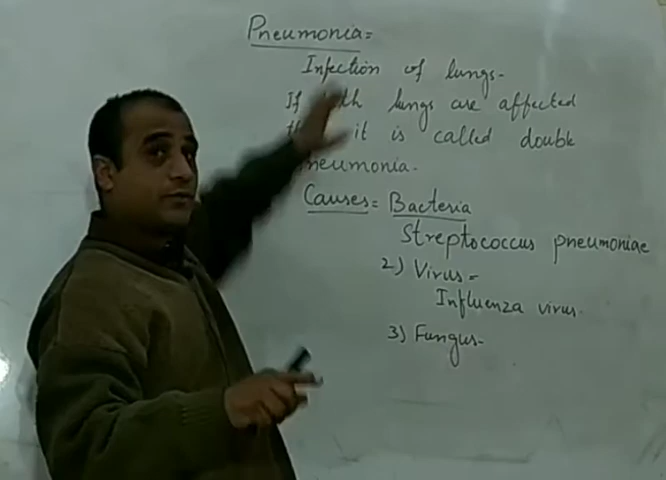 Pneumonia=
Infection of lungs-
If both lungs are affected
it is called double
Pneumonia.
Causes= Bacteria
Streptococcus pneumoniae
2) Virus=
Influenza virus.
3) Fungus-